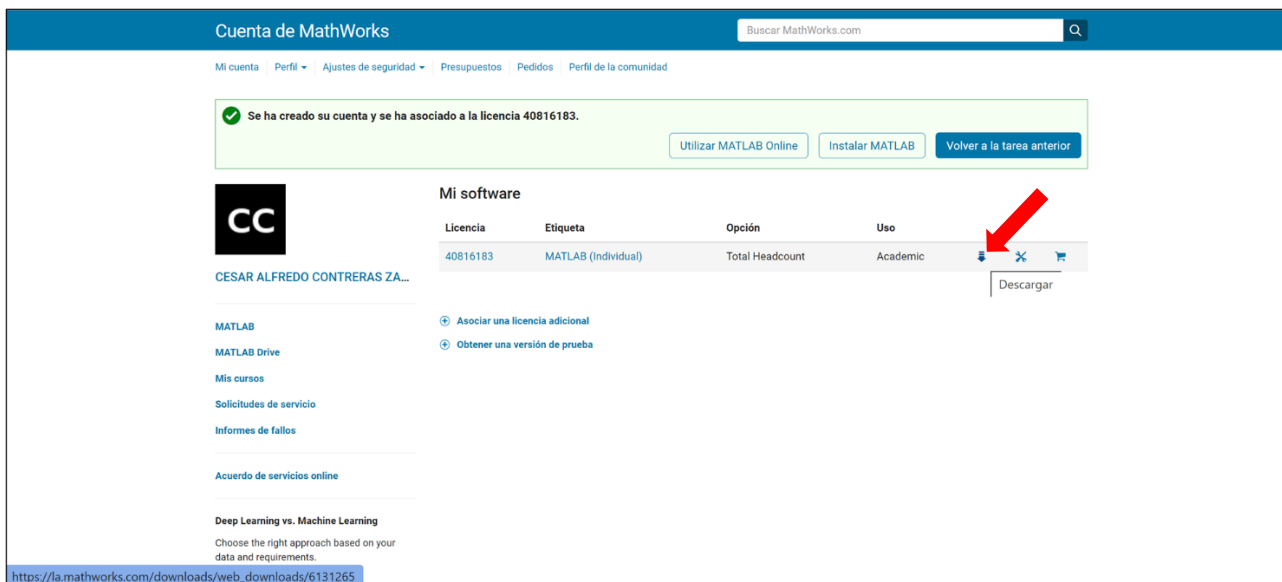 Cuenta de MathWorks
Buscar MathWorks.com
Mi cuenta Perfil Ajustes de seguridad Presupuestos Pedidos Perfil de la comunidad
Se ha creado su cuenta y se ha asociado a la licencia 40816183.
Utilizar MATLAB Online Instalar MATLAB Volver a la tarea anterior
CC
CESAR ALFREDO CONTRERAS ZA...
MATLAB
MATLAB Drive
Mis cursos
Solicitudes de servicio
Informes de fallos
Acuerdo de servicios online
Deep Learning vs. Machine Learning
Choose the right approach based on your
data and requirements.
Mi software
Licencia Etiqueta Opción Uso
40816183 MATLAB (Individual) Total Headcount Academic
Descargar
Asociar una licencia adicional
Obtener una versión de prueba
https://la.mathworks.com/downloads/web_downloads/6131265